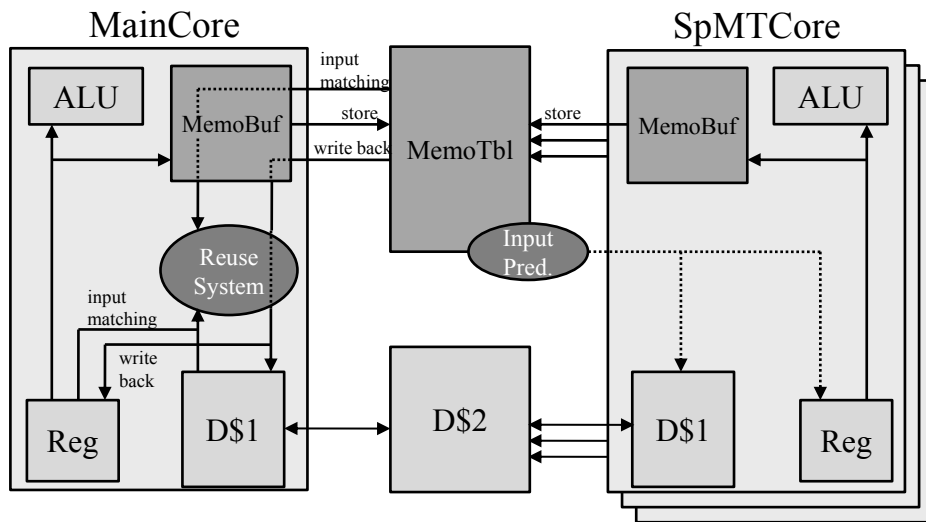 MainCore
SpMTCore
input
matching
ALU
MemoBuf
store
write back
MemoTbl
store
MemoBuf
ALU
Reuse
System
Input
Pred.
input
matching
write
back
Reg
D$1
D$2
D$1
Reg